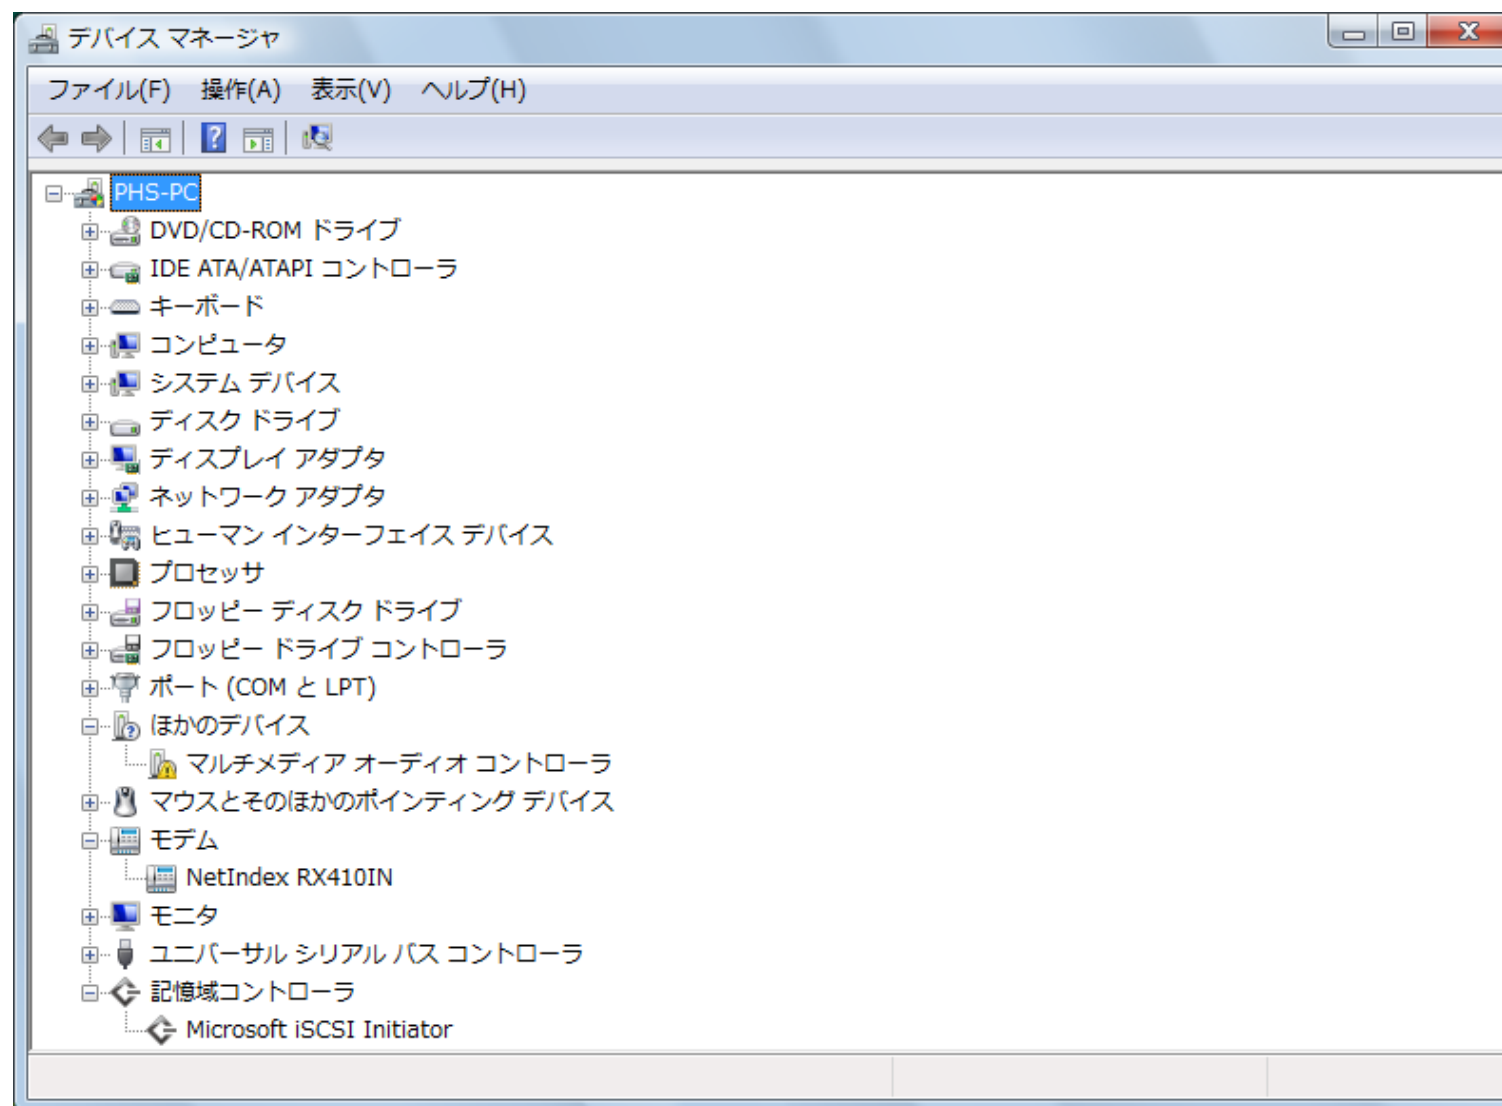 デバイス マネージャ
ファイル(F) 操作(A) 表示(V) ヘルプ(H)
PHS-PC
DVD/CD-ROM ドライブ
IDE ATA/ATAPI コントローラ
キーボード
コンピュータ
システム デバイス
ディスク ドライブ
ディスプレイ アダプタ
ネットワーク アダプタ
ヒューマン インターフェイス デバイス
プロセッサ
フロッピー ディスク ドライブ
フロッピー ドライブ コントローラ
ポート (COM と LPT)
ほかのデバイス
マルチメディア オーディオ コントローラ
マウスとそのほかのポインティング デバイス
モデム
NetIndex RX410IN
モニタ
ユニバーサル シリアル バス コントローラ
記憶域コントローラ
Microsoft iSCSI Initiator